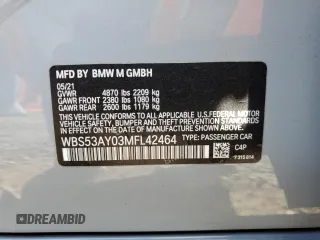 MFD BY BMW M GMBH
05/21
GVWR 4870 lbs 2209 kg
GAWR FRONT 2380 lbs 1080 kg
GAWR REAR 2600 lbs 1179 kg
THIS VEHICLE CONFORMS TO ALL APPLICABLE
FEDERAL MOTOR VEHICLE SAFETY, BUMPER AND
THEFT PREVENTION STANDARDS IN EFFECT ON THE
DATE OF MANUFACTURE SHOWN ABOVE.
WBS53AY03MFL42464 TYPE: PASSENGER CAR
C4P
DREAMBID